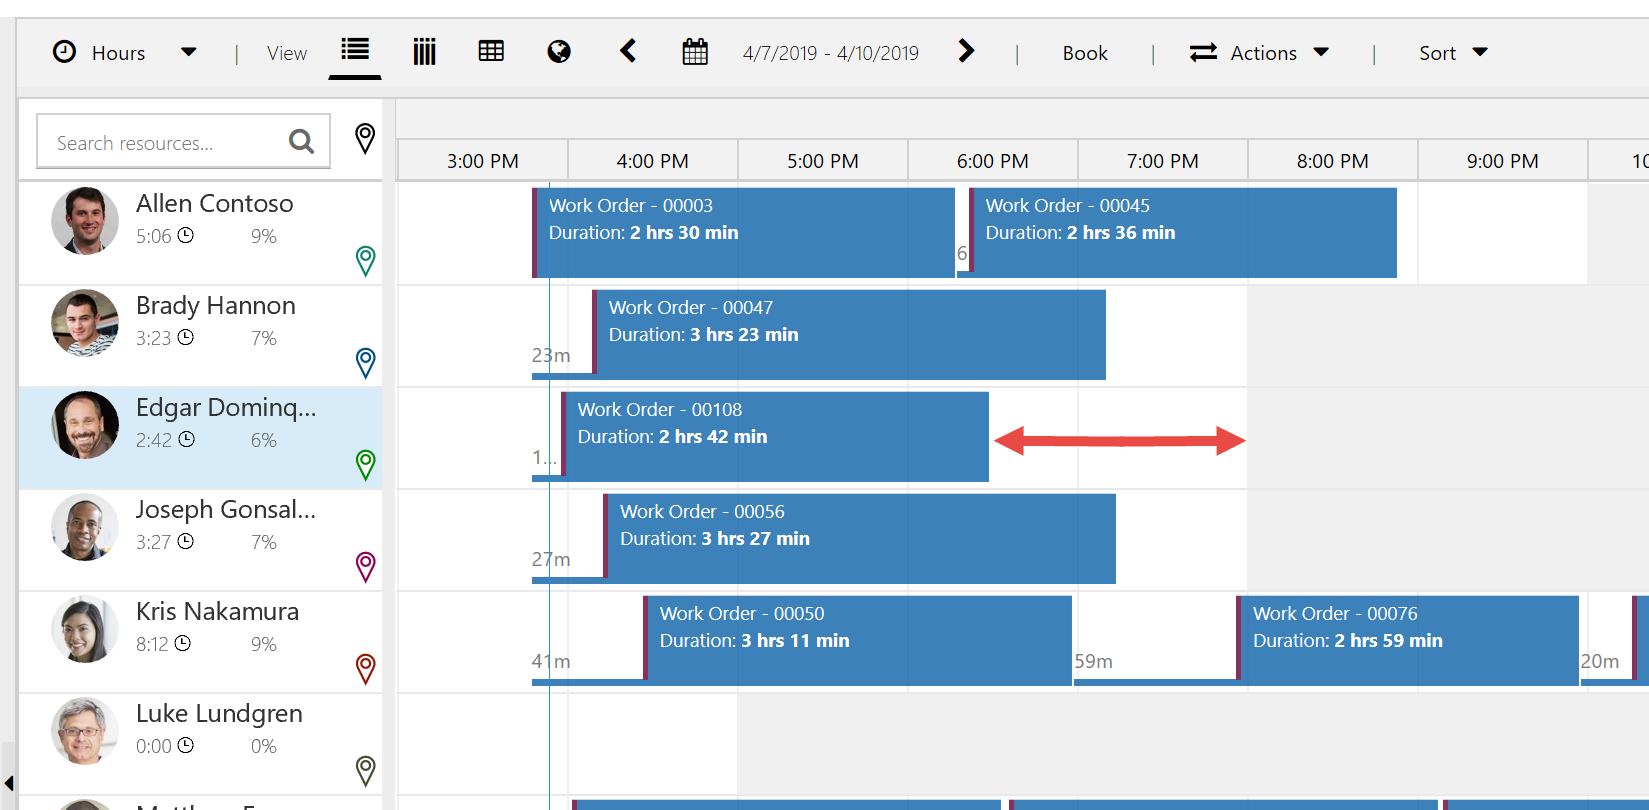 Hours | View 4/7/2019 - 4/10/2019 | Book | Actions | Sort
Search resources...
3:00 PM 4:00 PM 5:00 PM 6:00 PM 7:00 PM 8:00 PM 9:00 PM
Allen Contoso
5:06 9%
Work Order - 00003
Duration: 2 hrs 30 min
6
Work Order - 00045
Duration: 2 hrs 36 min
Brady Hannon
3:23 7%
23m
Work Order - 00047
Duration: 3 hrs 23 min
Edgar Dominq...
2:42 6%
1...
Work Order - 00108
Duration: 2 hrs 42 min
Joseph Gonsal...
3:27 7%
27m
Work Order - 00056
Duration: 3 hrs 27 min
Kris Nakamura
8:12 9%
41m
Work Order - 00050
Duration: 3 hrs 11 min
59m
Work Order - 00076
Duration: 2 hrs 59 min
20m
Luke Lundgren
0:00 0%